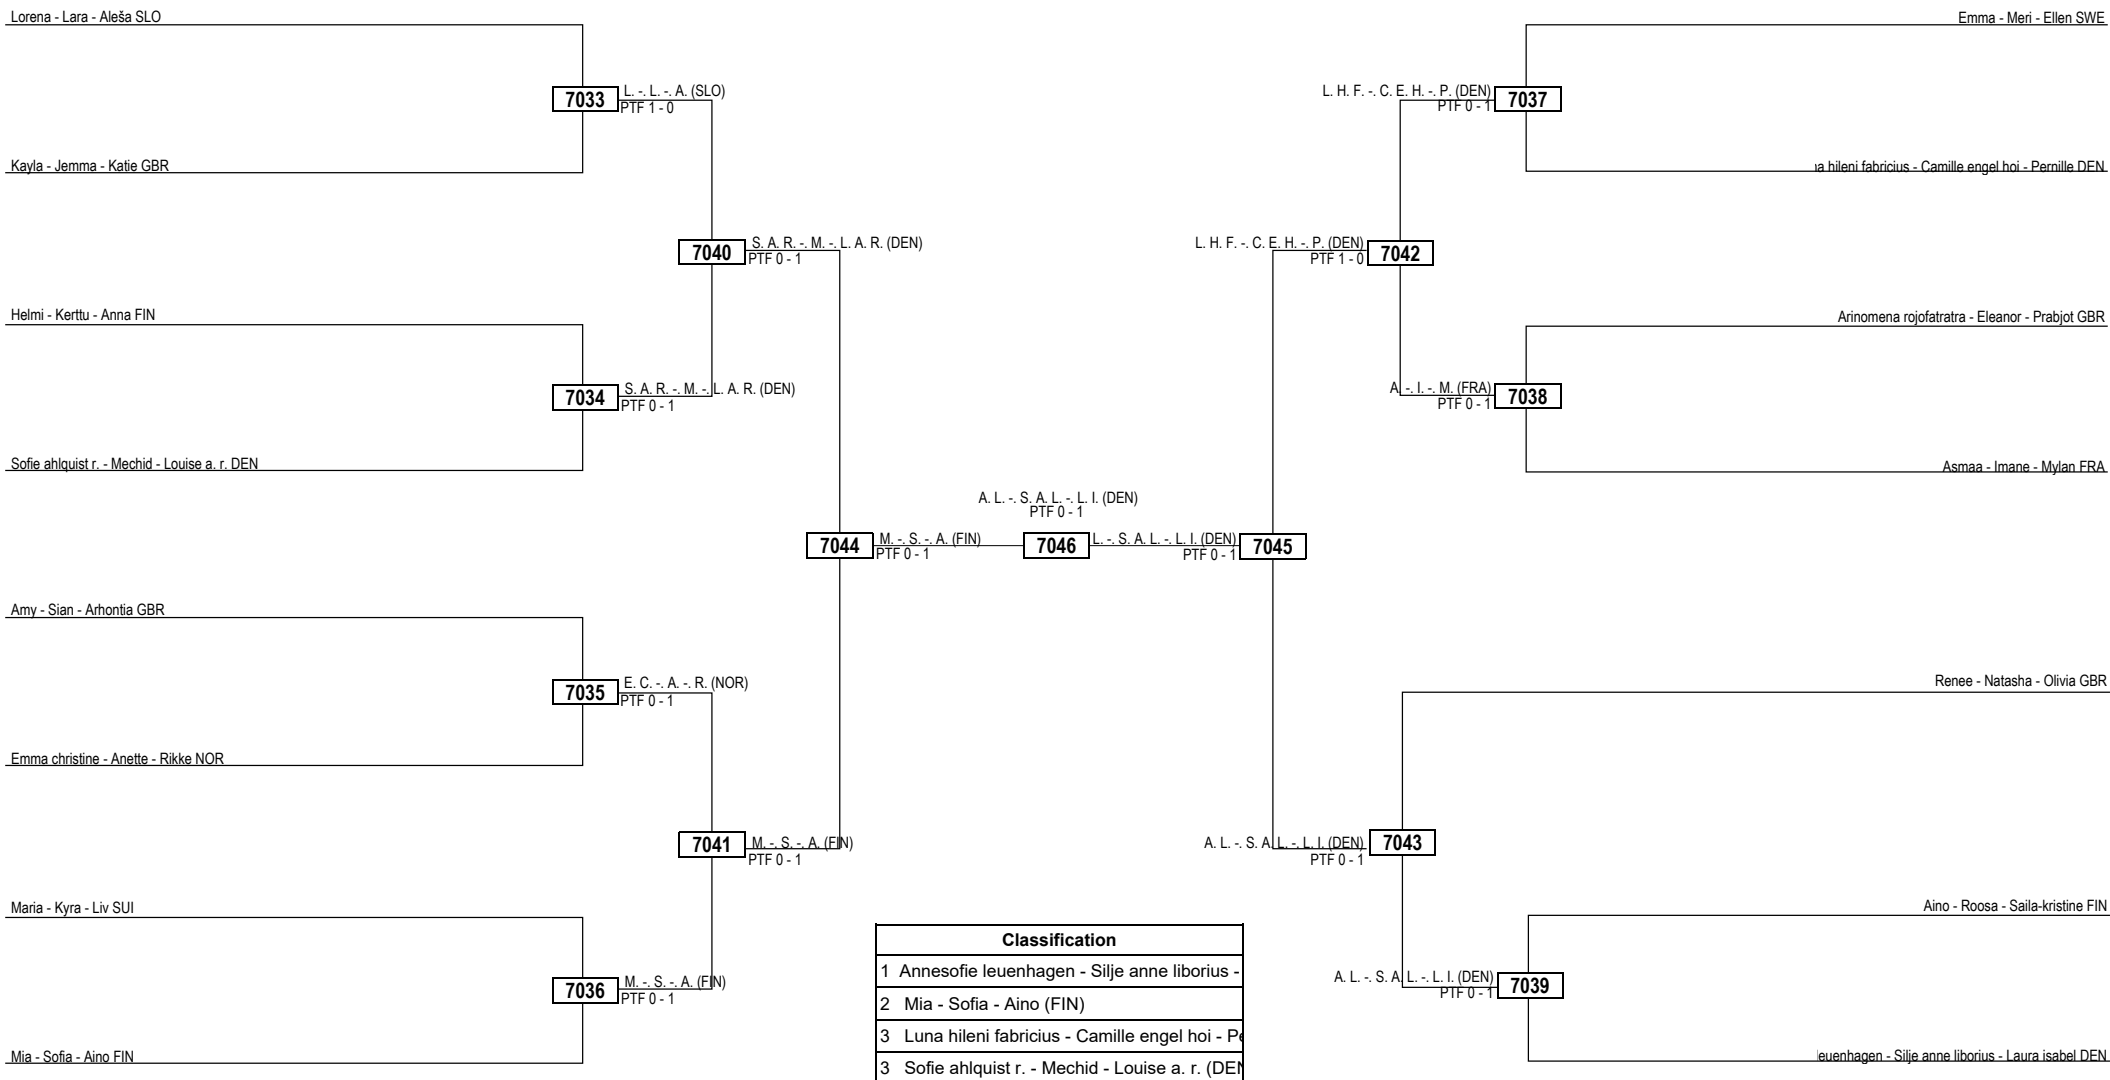 Lorena - Lara - Aleša SLO
7033
L. -. L. -. A. (SLO)
PTF 1 - 0
Kayla - Jemma - Katie GBR
7040
S. A. R. -. M. -. L. A. R. (DEN)
PTF 0 - 1
Helmi - Kerttu - Anna FIN
7034
S. A. R. -. M. -. L. A. R. (DEN)
PTF 0 - 1
Sofie ahlquist r. - Mechid - Louise a. r. DEN
7044
M. -. S. -. A. (FIN)
PTF 0 - 1
Amy - Sian - Arhontia GBR
7035
E. C. -. A. -. R. (NOR)
PTF 0 - 1
Emma christine - Anette - Rikke NOR
7041
M. -. S. -. A. (FIN)
PTF 0 - 1
Maria - Kyra - Liv SUI
7036
M. -. S. -. A. (FIN)
PTF 0 - 1
Mia - Sofia - Aino FIN
A. L. -. S. A. L. -. L. I. (DEN)
PTF 0 - 1
7046
Emma - Meri - Ellen SWE
L. H. F. -. C. E. H. -. P. (DEN)
PTF 0 - 1
7037
na hileni fabricius - Camille engel hoi - Pernille DEN
L. H. F. -. C. E. H. -. P. (DEN)
PTF 1 - 0
7042
Arinomena rojofatratra - Eleanor - Prabjot GBR
A. -. I. -. M. (FRA)
PTF 0 - 1
7038
Asmaa - Imane - Mylan FRA
L. -. S. A. L. -. L. I. (DEN)
PTF 0 - 1
7045
Renee - Natasha - Olivia GBR
A. L. -. S. A. L. -. L. I. (DEN)
PTF 0 - 1
7043
Aino - Roosa - Saila-kristine FIN
A. L. -. S. A. L. -. L. I. (DEN)
PTF 0 - 1
7039
leuenhagen - Silje anne liborius - Laura isabel DEN
Classification
1 Annesofie leuenhagen - Silje anne liborius -
2 Mia - Sofia - Aino (FIN)
3 Luna hileni fabricius - Camille engel hoi - Pe
3 Sofie ahlquist r. - Mechid - Louise a. r. (DEN